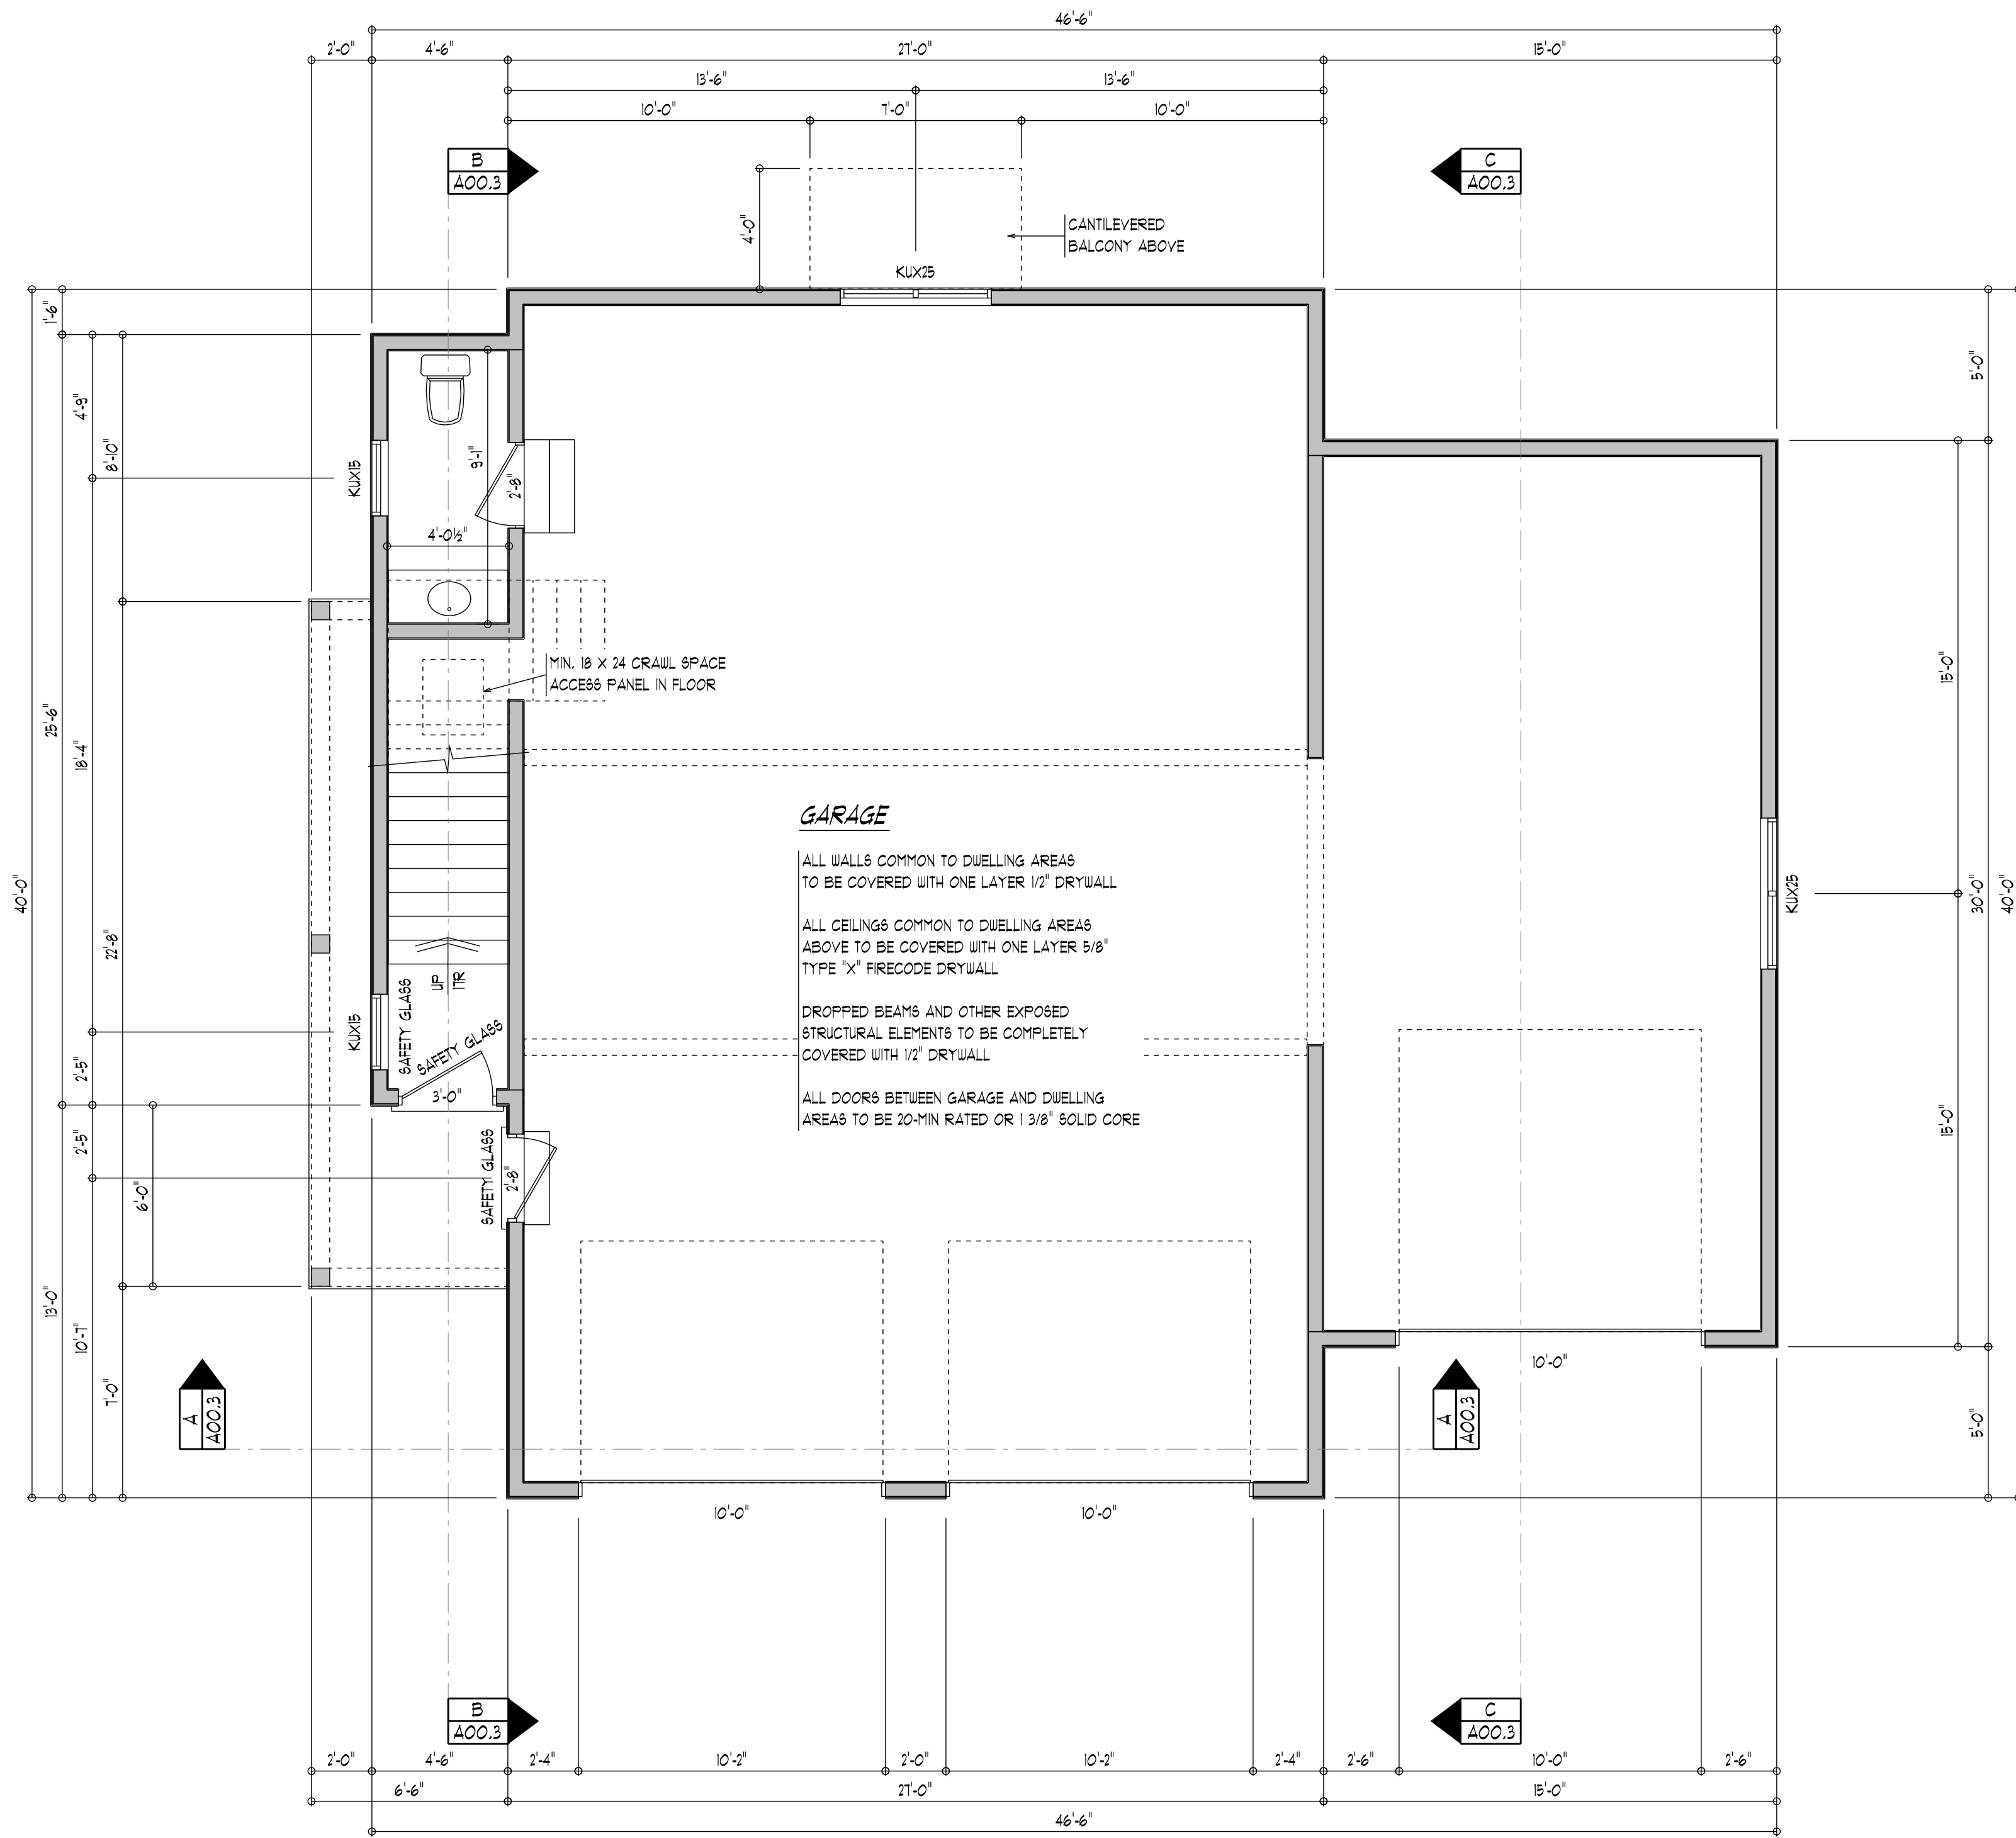 46'-6"
2'-0" 4'-6" 27'-0" 15'-0"
13'-6" 13'-6"
10'-0" 7'-0" 10'-0"
B
A00.3
C
A00.3
4'-0"
CANTILEVERED
BALCONY ABOVE
KUX25
1'-6"
5'-0"
4'-9"
8'-10"
KUX15
9'-1"
2'-8"
4'-0½"
MIN. 18 X 24 CRAWL SPACE
ACCESS PANEL IN FLOOR
25'-6"
18'-4"
15'-0"
GARAGE
ALL WALLS COMMON TO DWELLING AREAS
TO BE COVERED WITH ONE LAYER 1/2" DRYWALL
ALL CEILINGS COMMON TO DWELLING AREAS
ABOVE TO BE COVERED WITH ONE LAYER 5/8"
TYPE "X" FIRECODE DRYWALL
DROPPED BEAMS AND OTHER EXPOSED
STRUCTURAL ELEMENTS TO BE COMPLETELY
COVERED WITH 1/2" DRYWALL
ALL DOORS BETWEEN GARAGE AND DWELLING
AREAS TO BE 20-MIN RATED OR 1 3/8" SOLID CORE
40'-0"
22'-8"
KUX25
30'-0"
40'-0"
UP
17R
SAFETY GLASS
SAFETY GLASS
KUX15
2'-5"
3'-0"
2'-5"
SAFETY GLASS
2'-8"
6'-0"
15'-0"
13'-0"
10'-7"
7'-0"
10'-0"
A
A00.3
A
A00.3
5'-0"
10'-0" 10'-0"
B
A00.3
C
A00.3
2'-0" 4'-6" 2'-4" 10'-2" 2'-0" 10'-2" 2'-4" 2'-6" 10'-0" 2'-6"
6'-6" 27'-0" 15'-0"
46'-6"